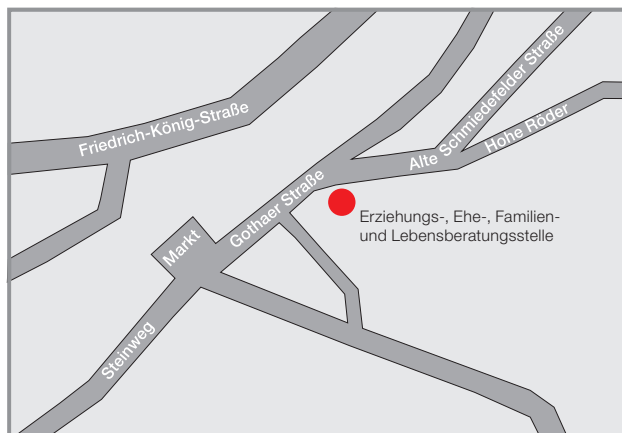 Friedrich-König-Straße
Alte Schmiedefelder Straße
Hohe Röder
Gothaer Straße
Erziehungs-, Ehe-, Familien-
und Lebensberatungsstelle
Markt
Steinweg